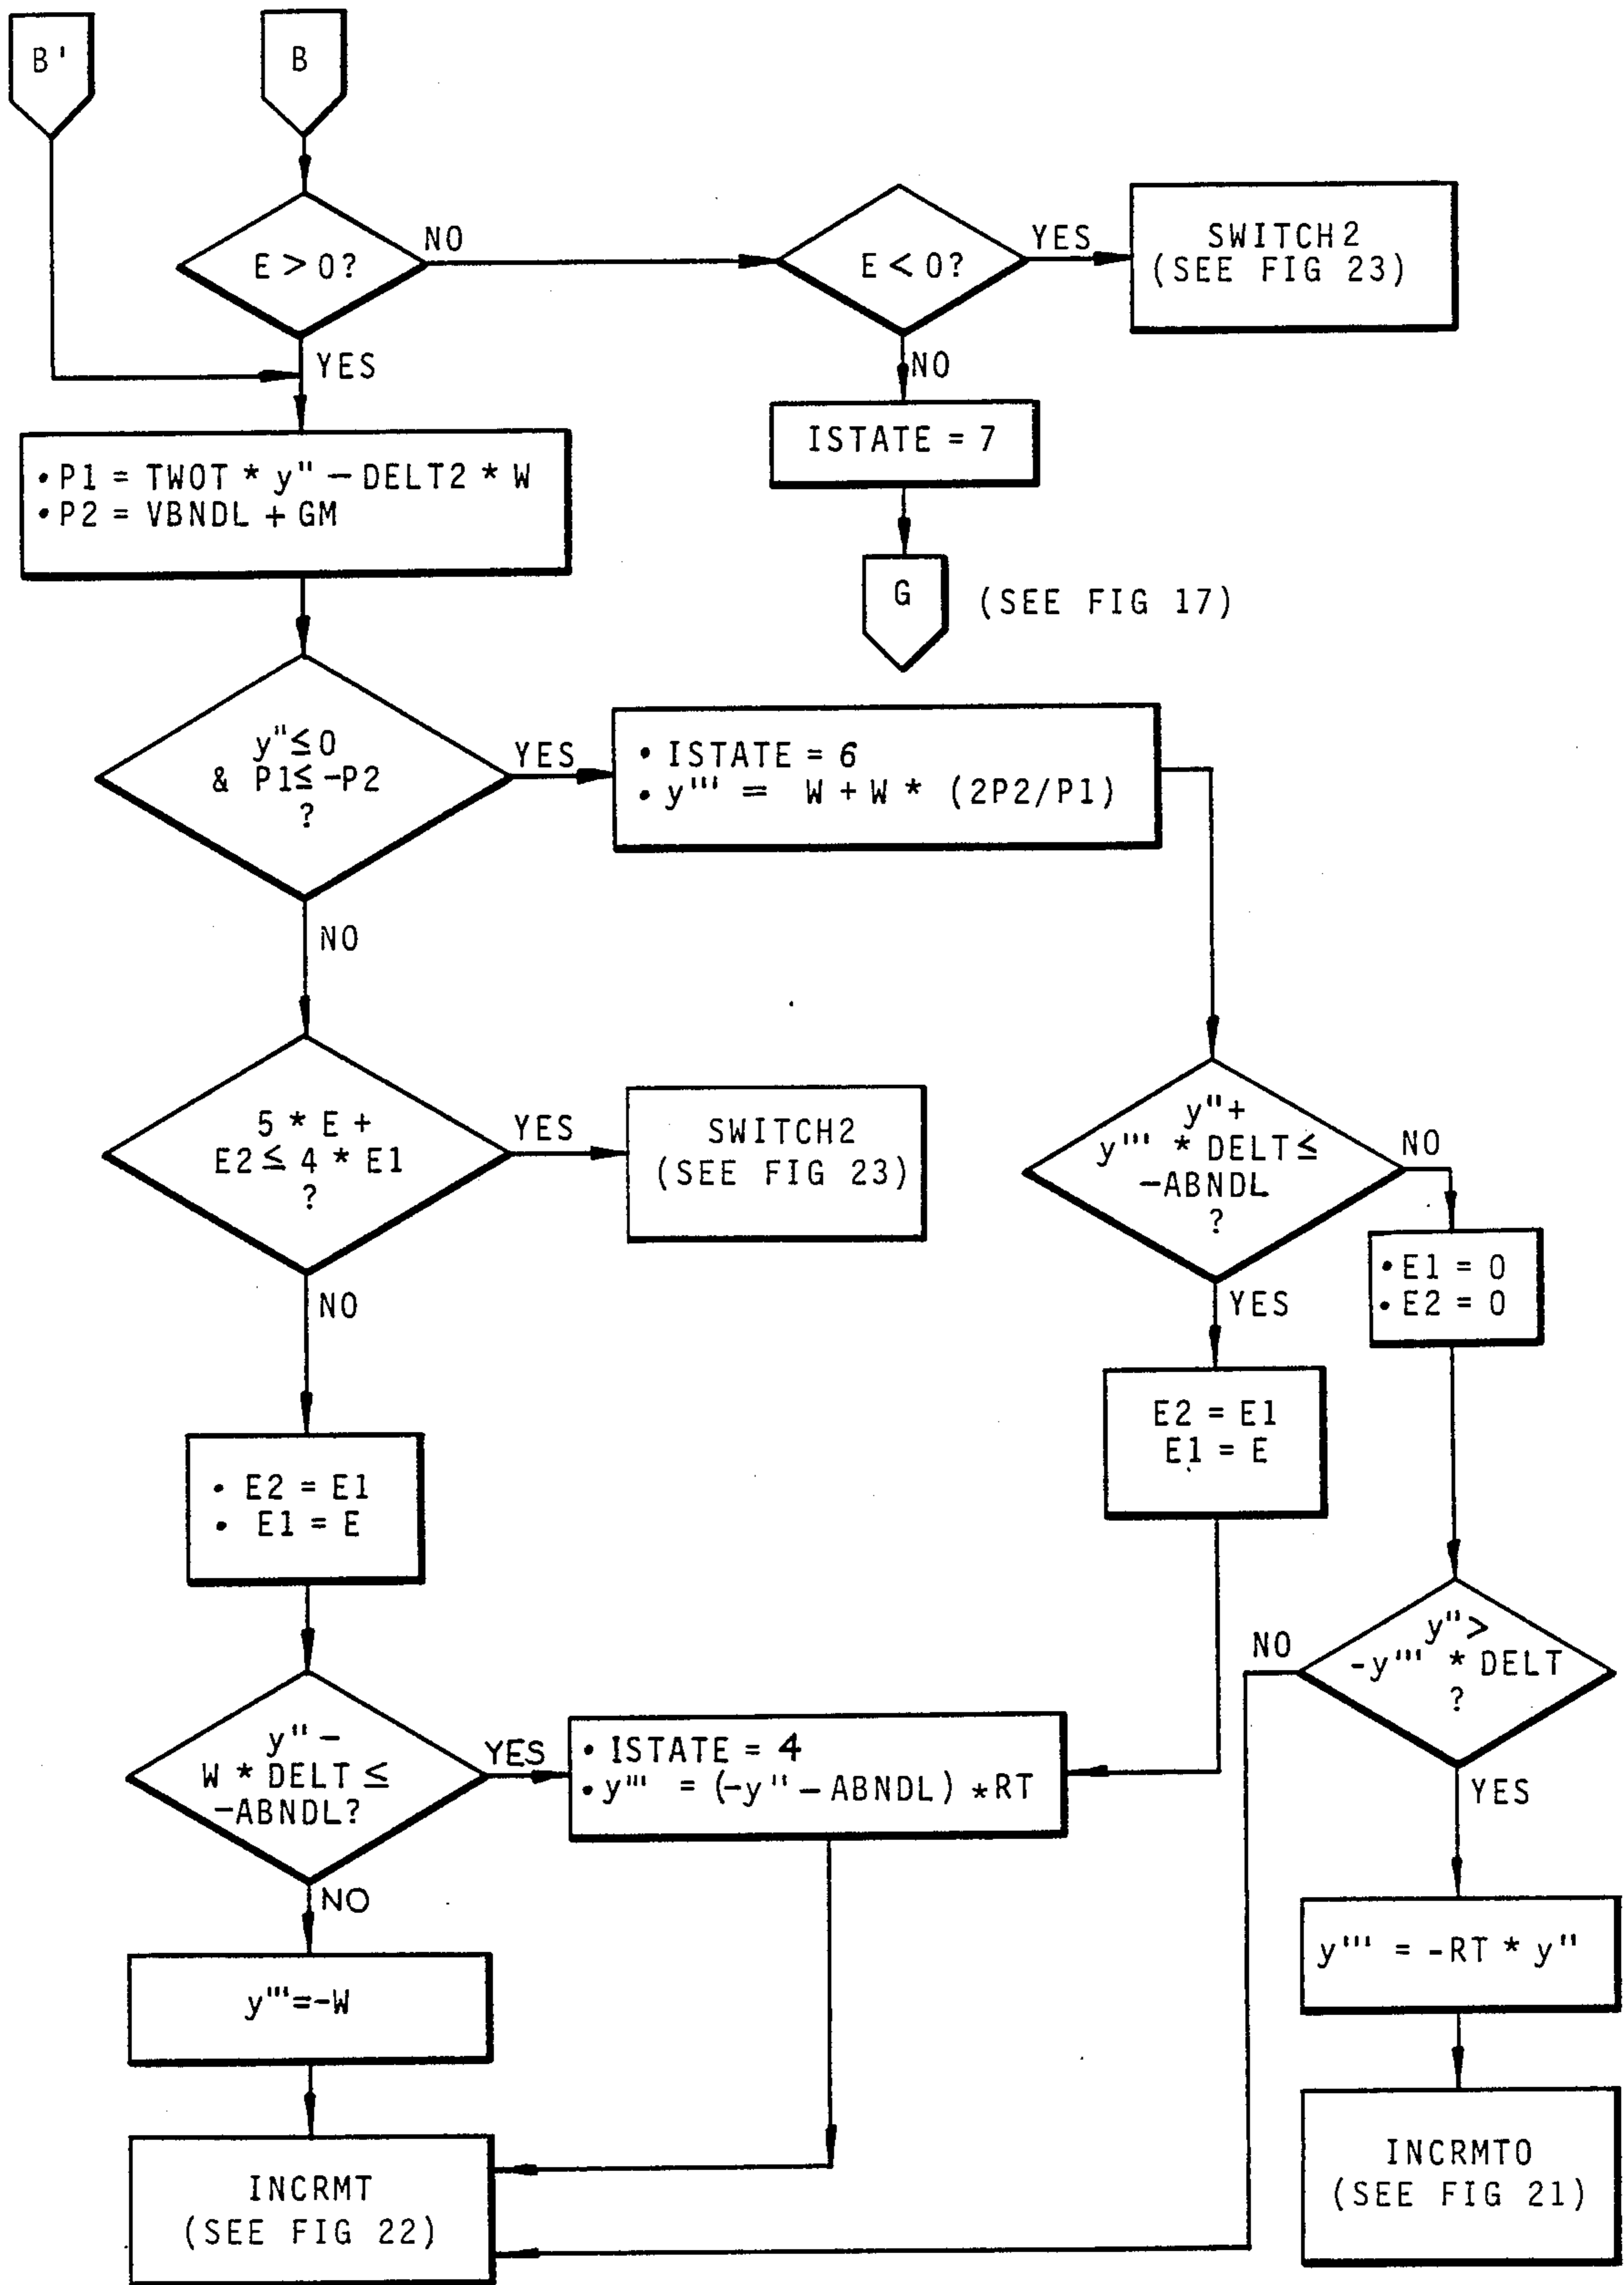 B'
B
E > 0?
NO
YES
E < 0?
YES
NO
SWITCH2
(SEE FIG 23)
ISTATE = 7
G
(SEE FIG 17)
• P1 = TWOT * y" – DELT2 * W
• P2 = VBNDL + GM
y" ≤ 0
& P1 ≤ -P2
?
YES
NO
• ISTATE = 6
• y''' = W + W * (2P2/P1)
5 * E +
E2 ≤ 4 * E1
?
YES
NO
SWITCH2
(SEE FIG 23)
y" +
y''' * DELT ≤
-ABNDL
?
NO
YES
• E1 = 0
• E2 = 0
E2 = E1
E1 = E
• E2 = E1
• E1 = E
y" >
-y''' * DELT
?
NO
YES
y" –
W * DELT ≤
-ABNDL?
YES
NO
• ISTATE = 4
• y''' = (-y" – ABNDL) * RT
y''' = -W
y''' = -RT * y"
INCRMT
(SEE FIG 22)
INCRMTO
(SEE FIG 21)